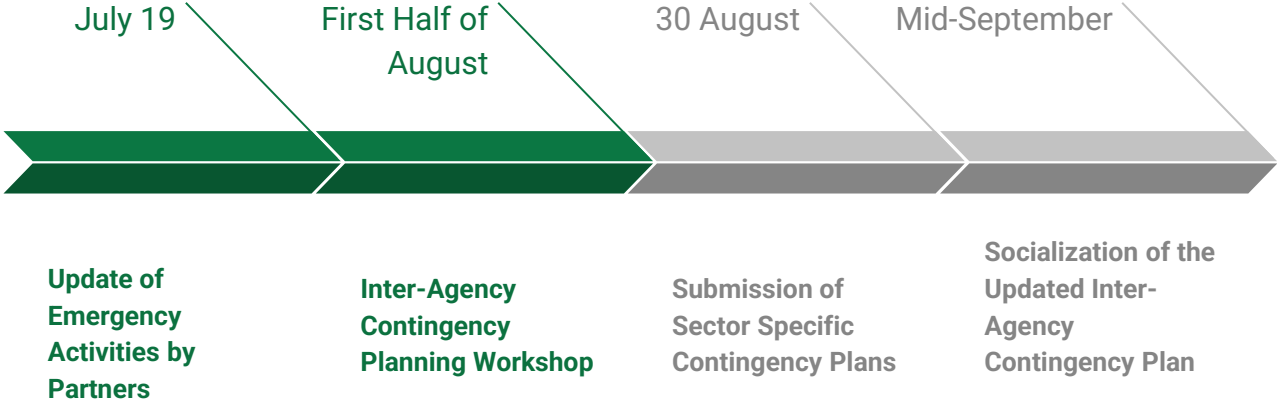 July 19
First Half of
August
30 August
Mid-September
Update of
Emergency
Activities by
Partners
Inter-Agency
Contingency
Planning Workshop
Submission of
Sector Specific
Contingency Plans
Socialization of the
Updated Inter-
Agency
Contingency Plan